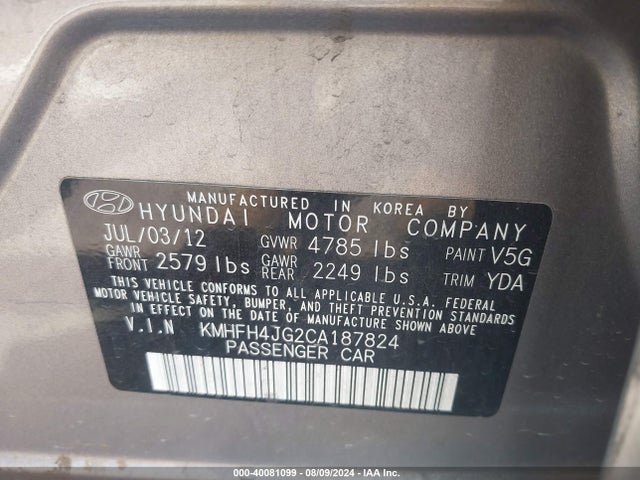 MANUFACTURED IN KOREA BY
HYUNDAI MOTOR COMPANY
JUL/03/12 GVWR 4785 lbs PAINT V5G
GAWR FRONT 2579 lbs GAWR REAR 2249 lbs TRIM YDA
THIS VEHICLE CONFORMS TO ALL APPLICABLE U.S.A. FEDERAL
MOTOR VEHICLE SAFETY, BUMPER, AND THEFT PREVENTION STANDARDS
IN EFFECT ON THE DATE OF MANUFACTURE SHOWN ABOVE.
V.I.N KMHFH4JG2CA187824
PASSENGER CAR
000-40081099 - 08/09/2024 - IAA Inc.